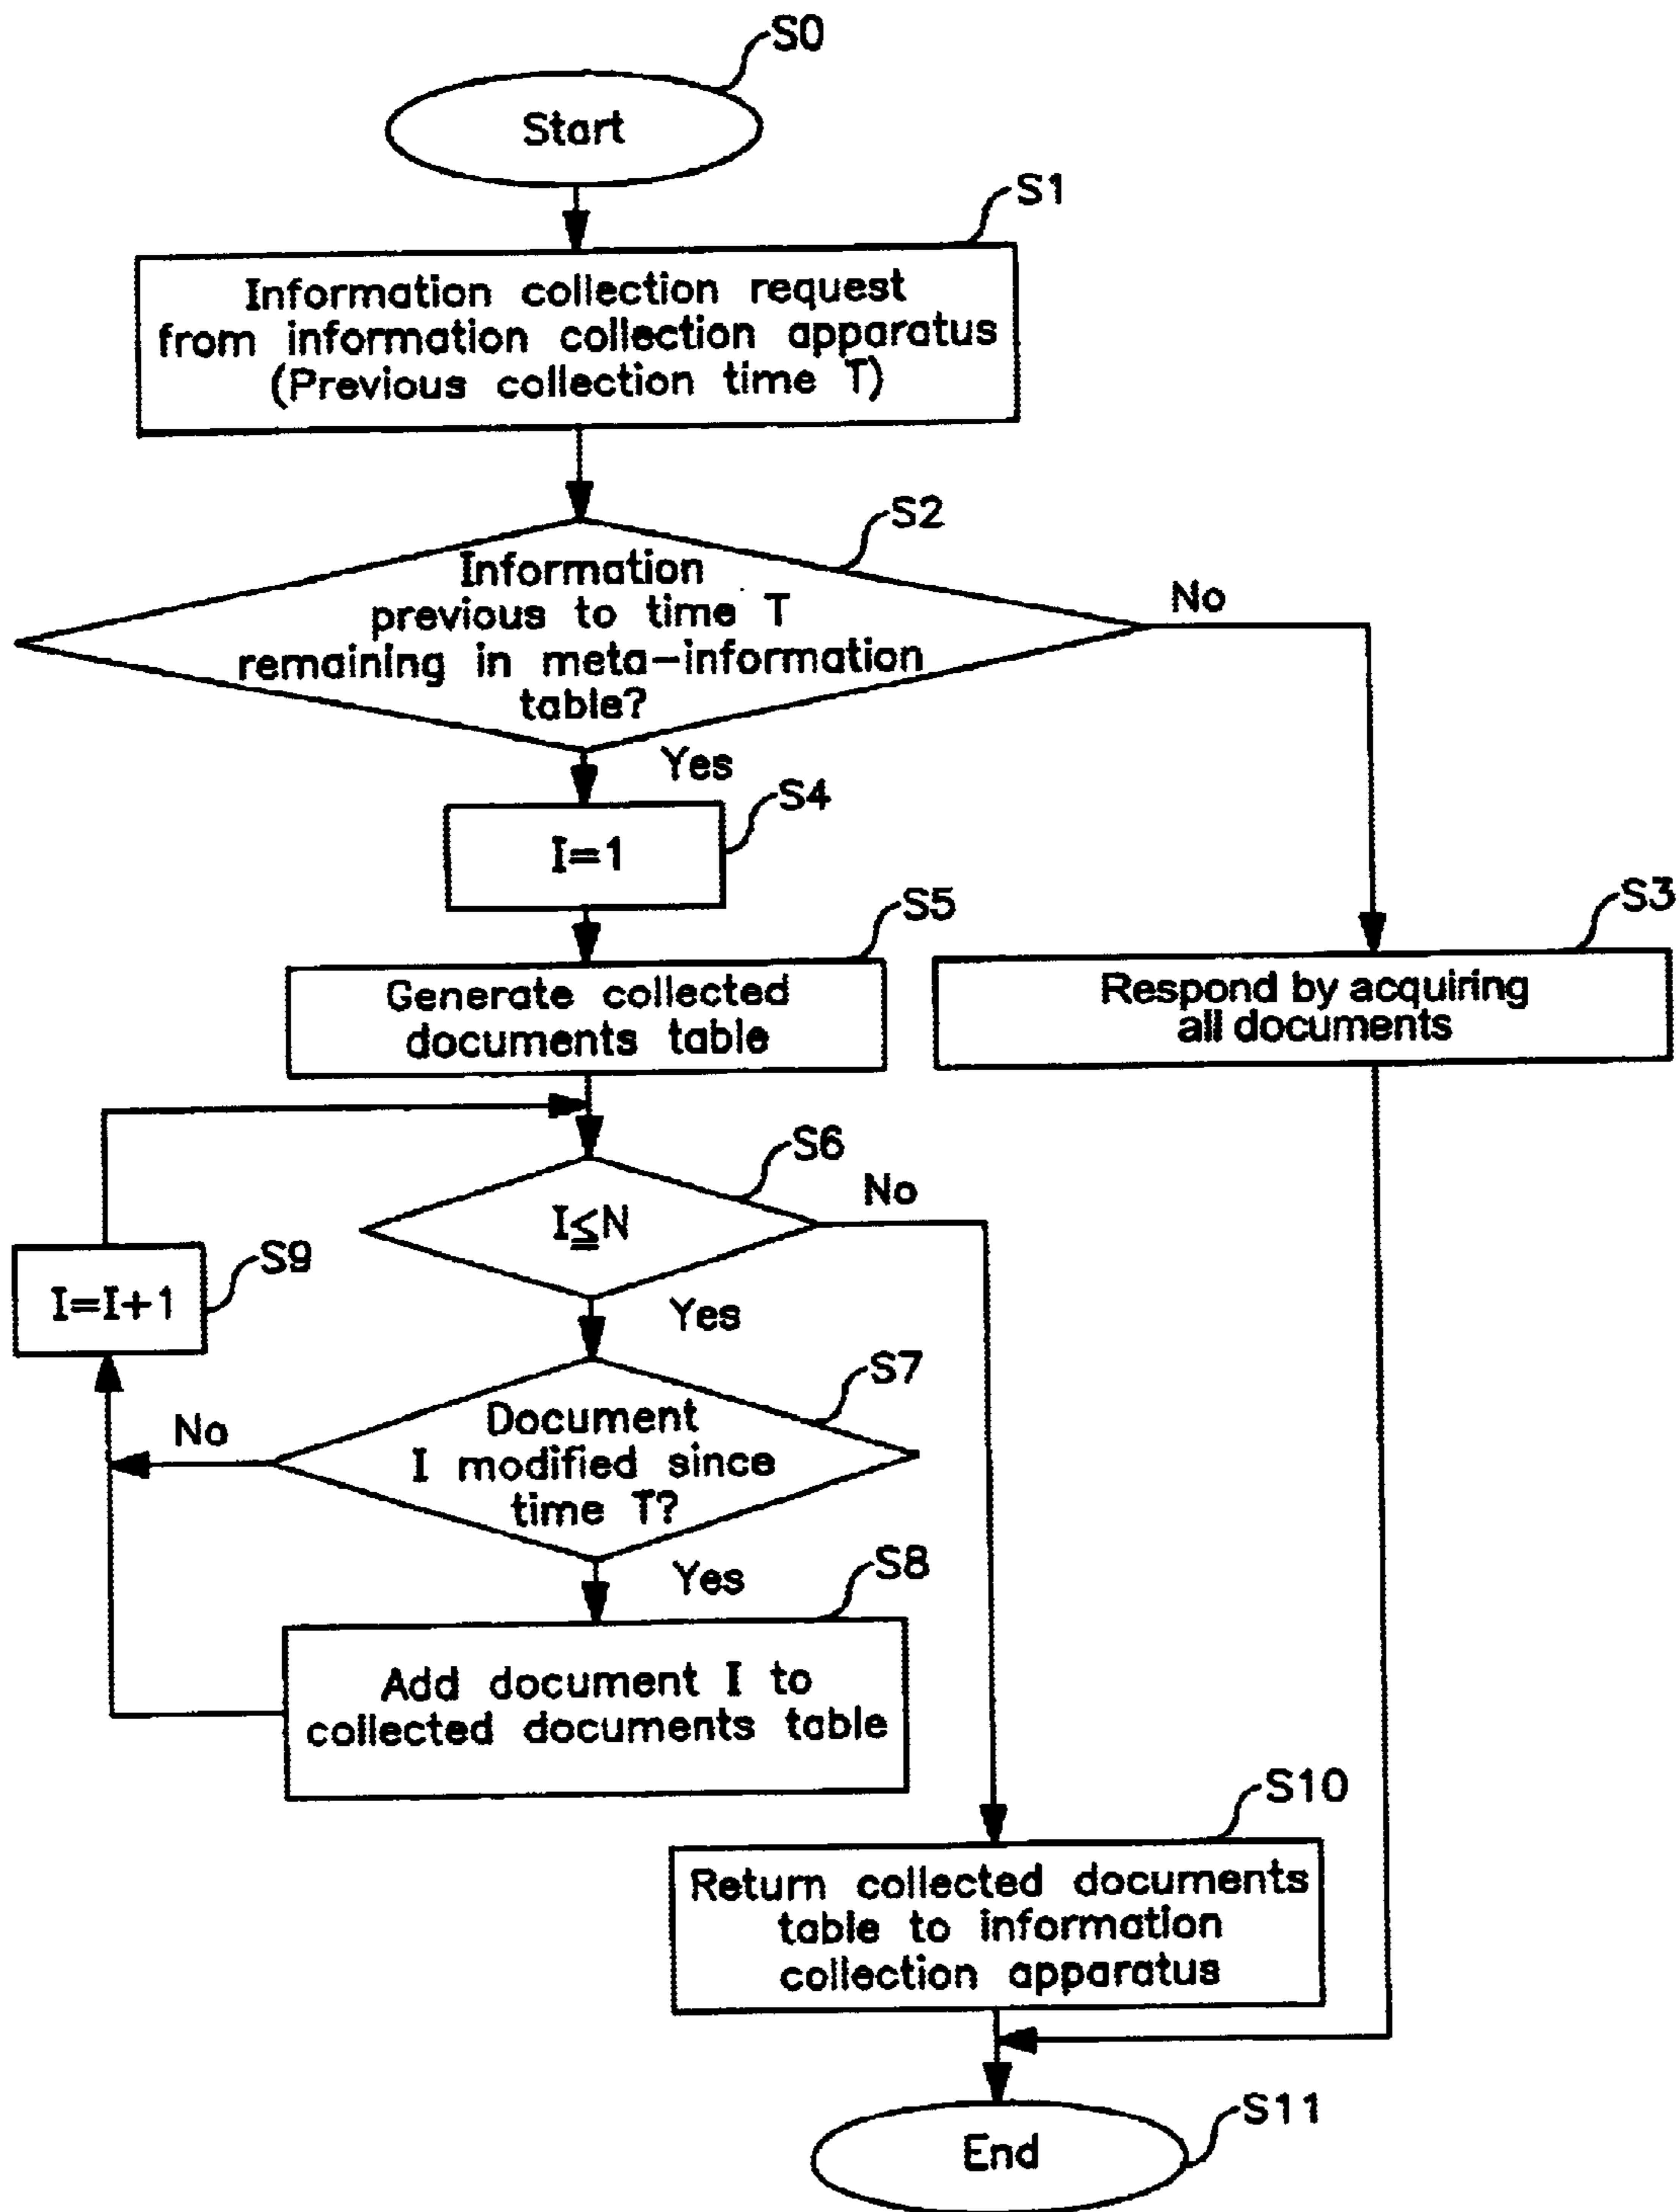 S0
Start
S1
Information collection request
from information collection apparatus
(Previous collection time T)
S2
Information
previous to time T
remaining in meta-information
table?
No
Yes
S4
I=1
S5
Generate collected
documents table
S3
Respond by acquiring
all documents
S6
I≦N
No
S9
I=I+1
Yes
S7
Document
I modified since
time T?
No
Yes
S8
Add document I to
collected documents table
S10
Return collected documents
table to information
collection apparatus
S11
End